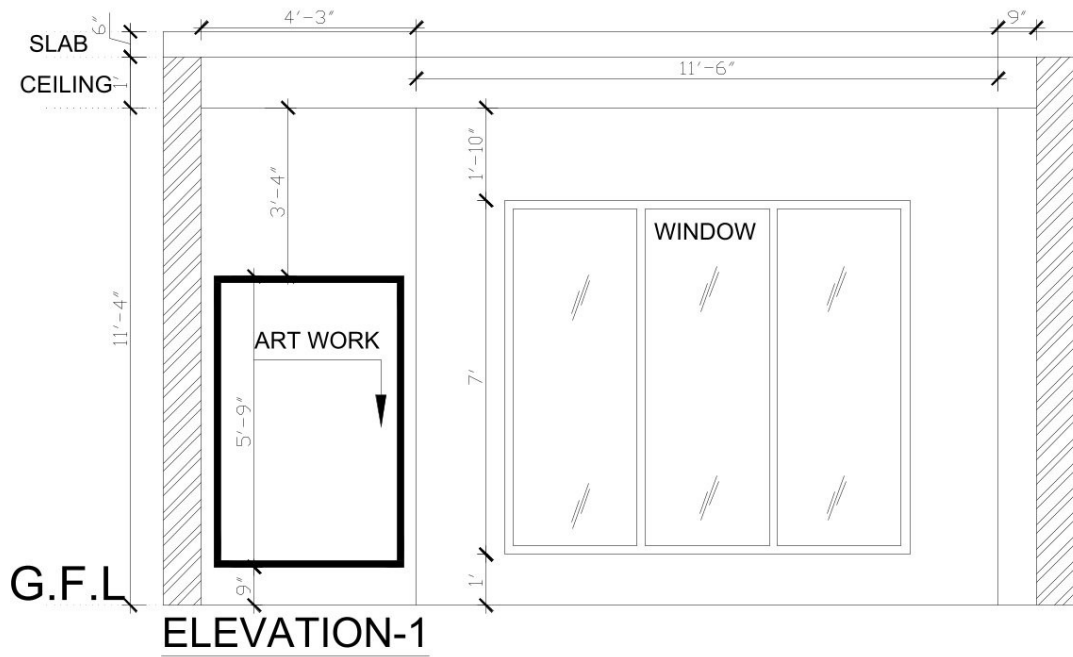 4'-3"
9"
6"
SLAB
11'-6"
CEILING
1'
1'-10"
3'-4"
WINDOW
11'-4"
ART WORK
7'
5'-9"
G.F.L
9"
1'
ELEVATION-1